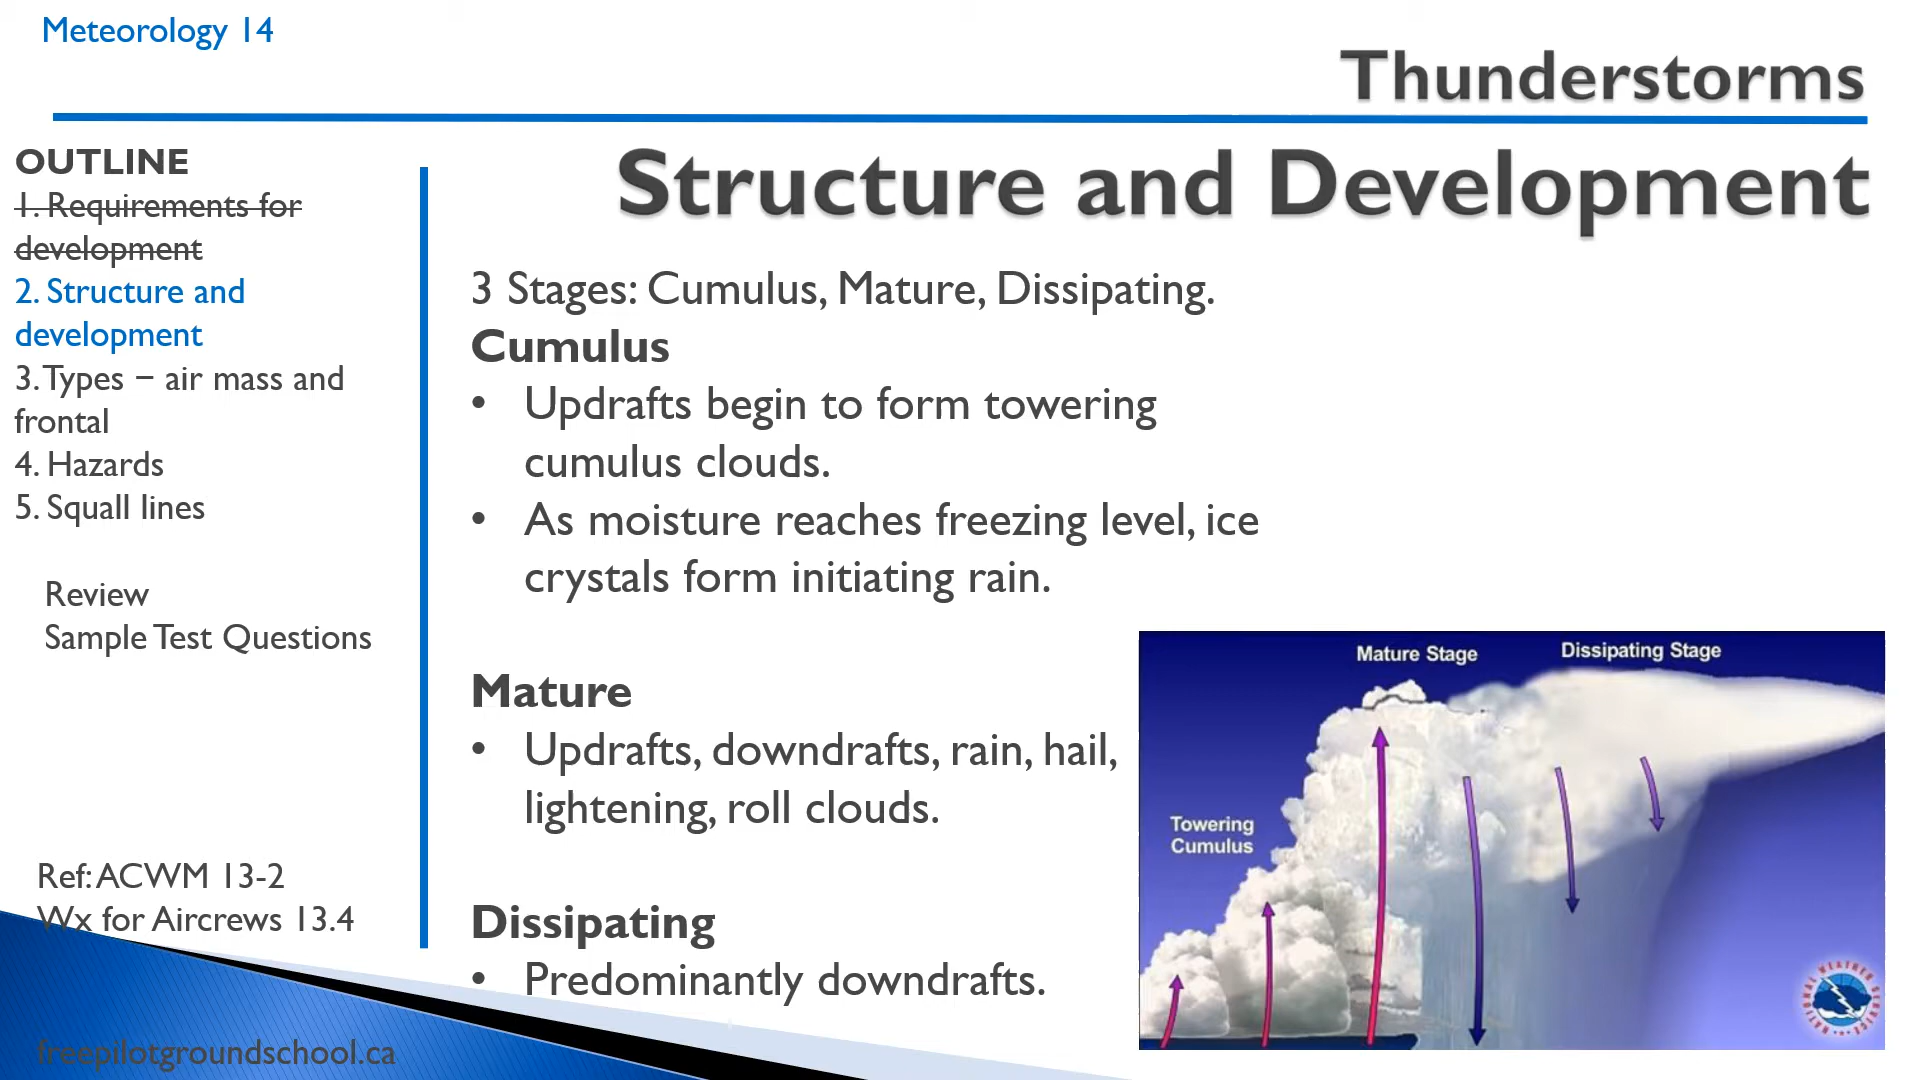 Meteorology 14
Thunderstorms
OUTLINE
1. Requirements for
development
2. Structure and
development
3. Types – air mass and
frontal
4. Hazards
5. Squall lines
Review
Sample Test Questions
Ref: ACWM 13-2
Wx for Aircrews 13.4
freepilotgroundschool.ca
Structure and Development
3 Stages: Cumulus, Mature, Dissipating.
Cumulus
• Updrafts begin to form towering
cumulus clouds.
• As moisture reaches freezing level, ice
crystals form initiating rain.
Mature
• Updrafts, downdrafts, rain, hail,
lightening, roll clouds.
Dissipating
• Predominantly downdrafts.
Mature Stage
Dissipating Stage
Towering
Cumulus
NATIONAL WEATHER SERVICE